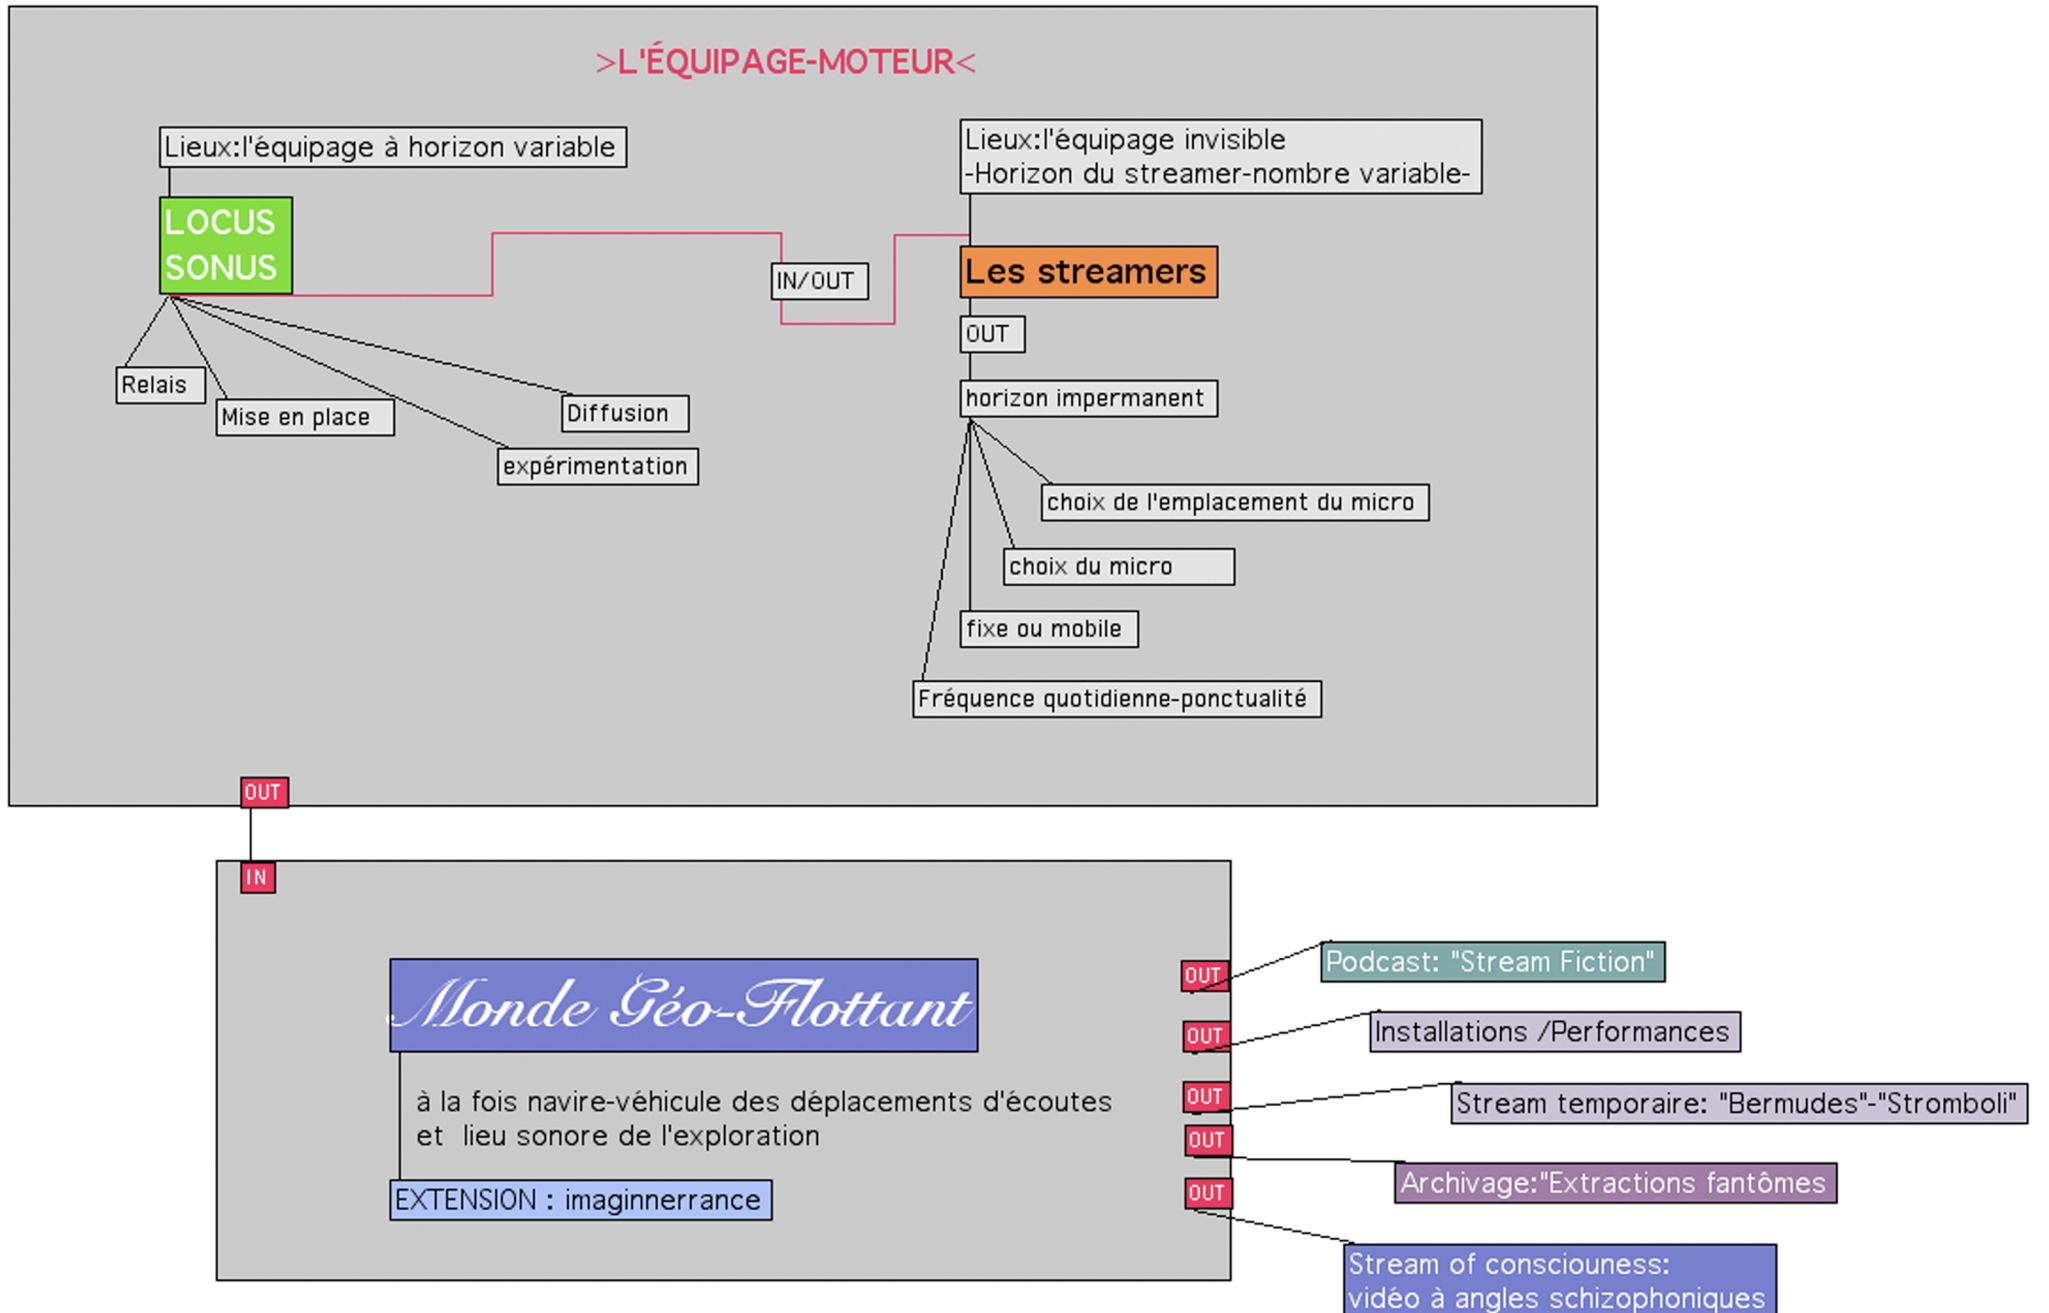 >L'ÉQUIPAGE-MOTEUR<
Lieux:l'équipage à horizon variable
LOCUS
SONUS
Relais
Mise en place
Diffusion
expérimentation
IN/OUT
Lieux:l'équipage invisible
-Horizon du streamer-nombre variable-
Les streamers
OUT
horizon impermanent
choix de l'emplacement du micro
choix du micro
fixe ou mobile
Fréquence quotidienne-ponctualité
OUT
IN
Monde Géo-Flottant
à la fois navire-véhicule des déplacements d'écoutes
et lieu sonore de l'exploration
EXTENSION : imaginnerrance
OUT
Podcast: "Stream Fiction"
OUT
Installations /Performances
OUT
Stream temporaire: "Bermudes"-"Stromboli"
OUT
Archivage:"Extractions fantômes
OUT
Stream of consciouness:
vidéo à angles schizophoniques